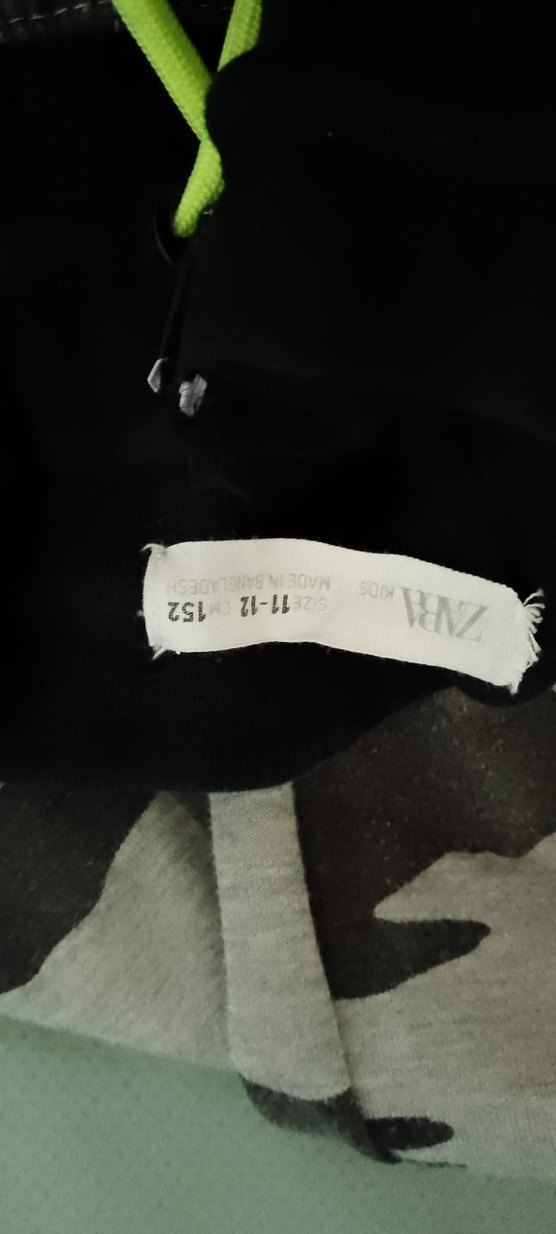 ZARA KIDS
MADE IN BANGLADESH
SIZE 11-12 CM 152